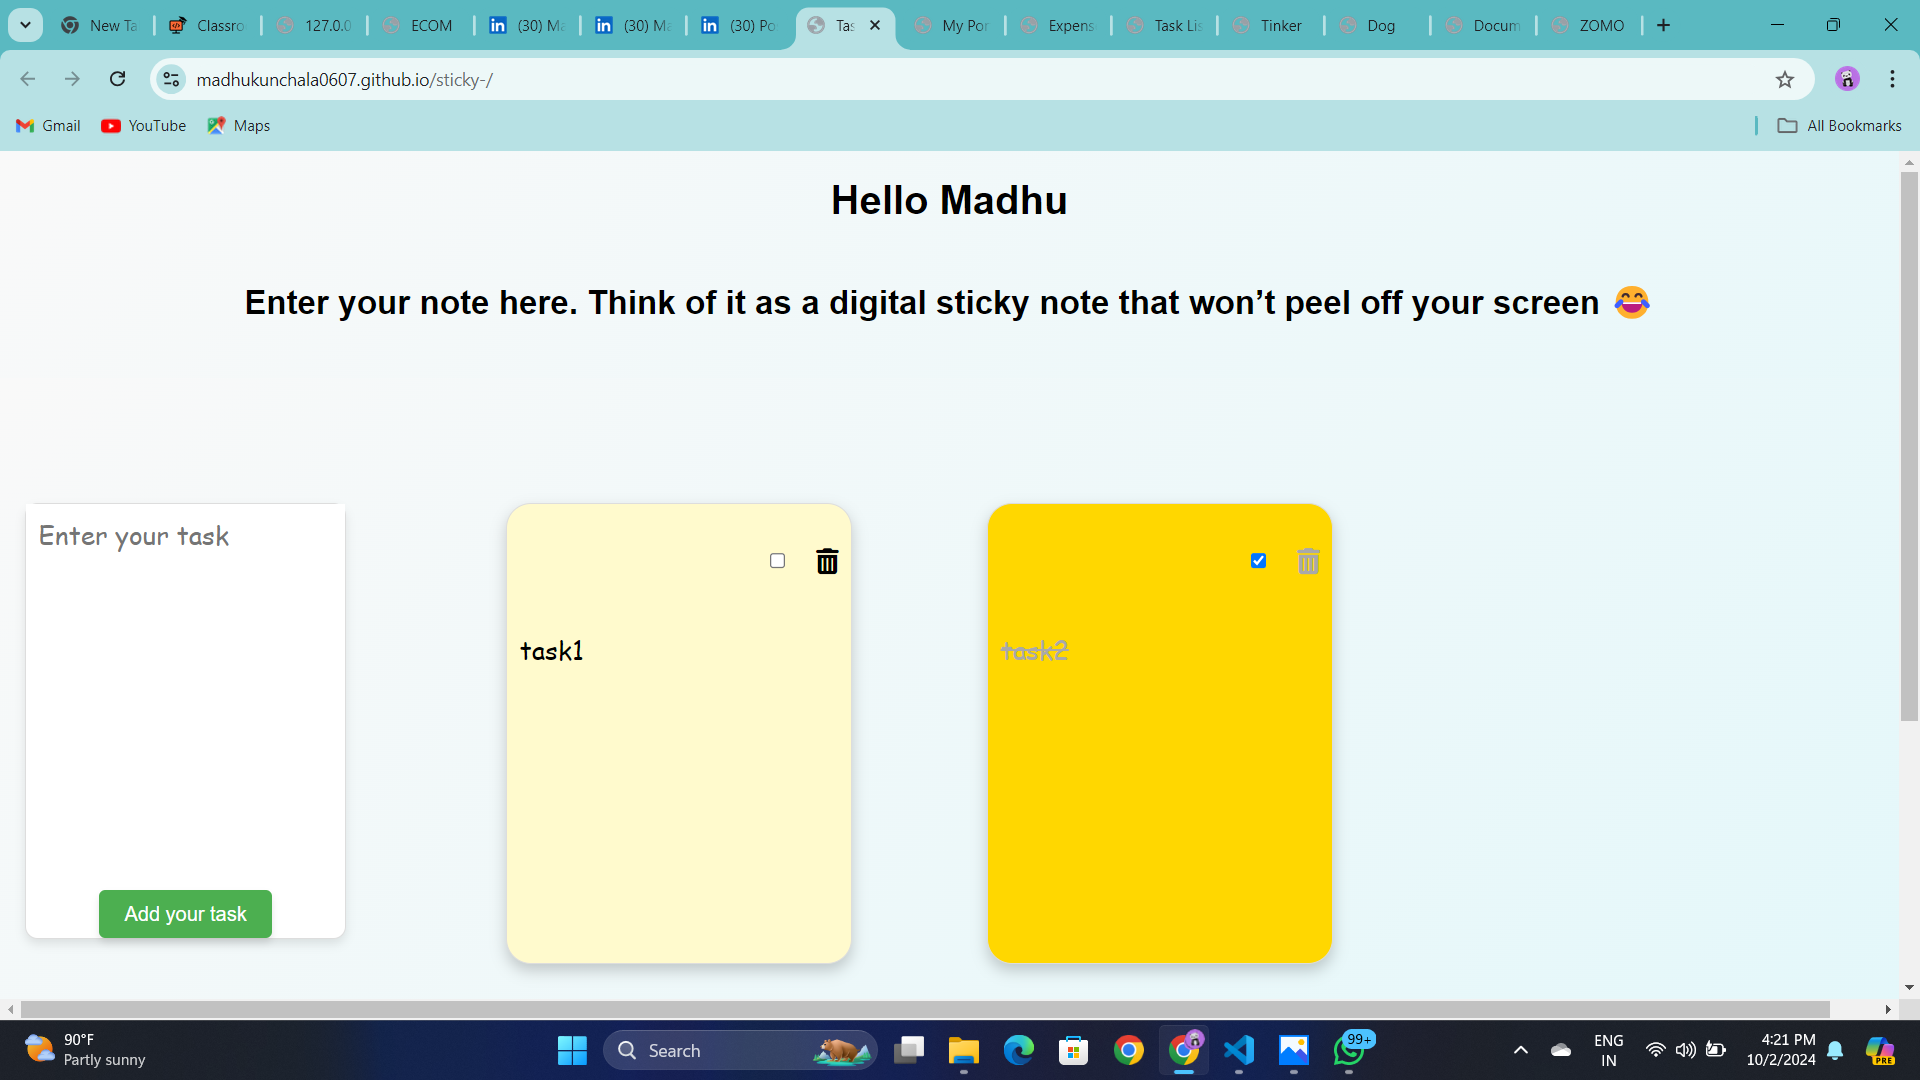 New Ta
Classro
127.0.0
ECOM
(30) Ma
(30) Ma
(30) Po
Tas
My Por
Expens
Task Lis
Tinker
Dog
Docum
ZOMO
madhukunchala0607.github.io/sticky-/
Gmail
YouTube
Maps
All Bookmarks
Hello Madhu
Enter your note here. Think of it as a digital sticky note that won’t peel off your screen 😂
Enter your task
task1
task2
Add your task
90°F
Partly sunny
Search
99+
ENG
IN
4:21 PM
10/2/2024
PRE